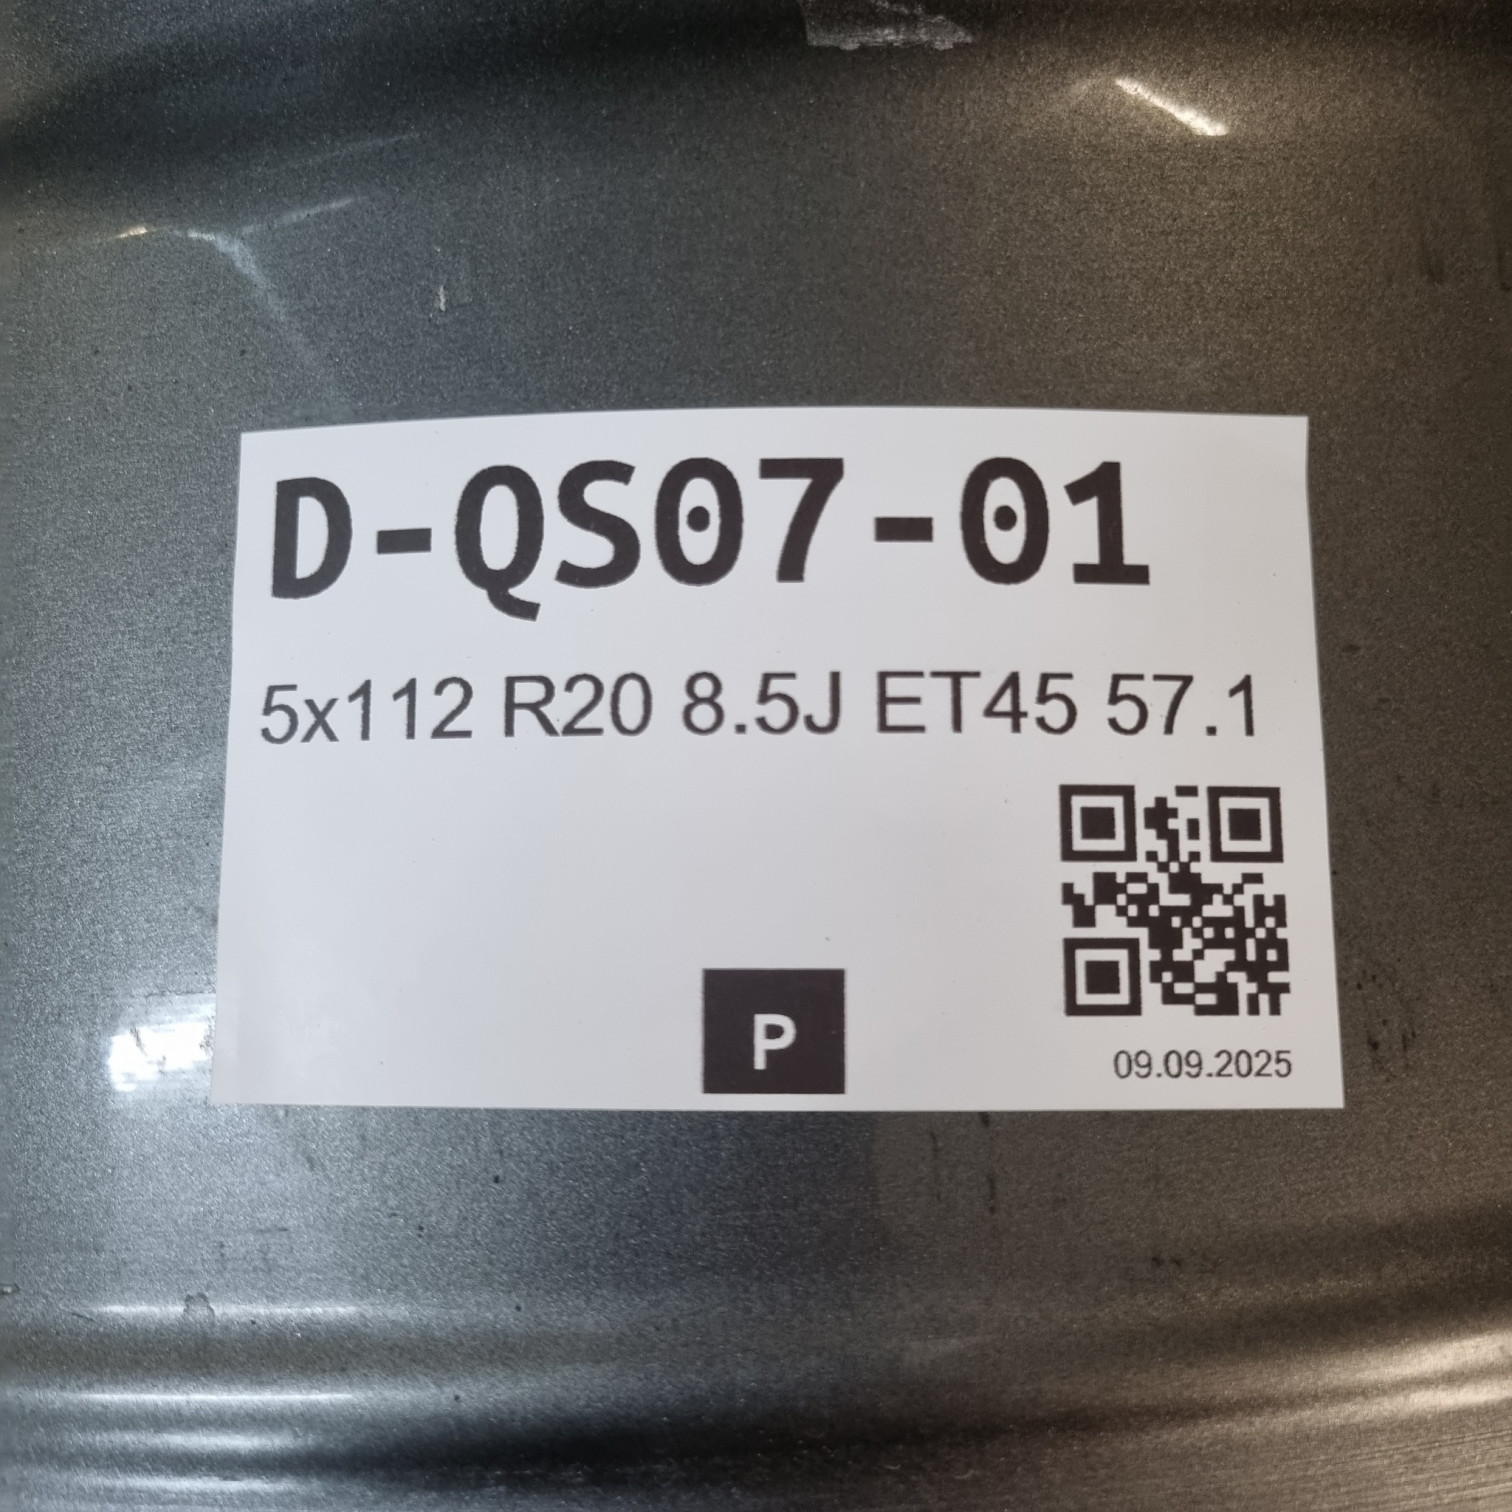 D-QS07-01
5x112 R20 8.5J ET45 57.1
P
09.09.2025